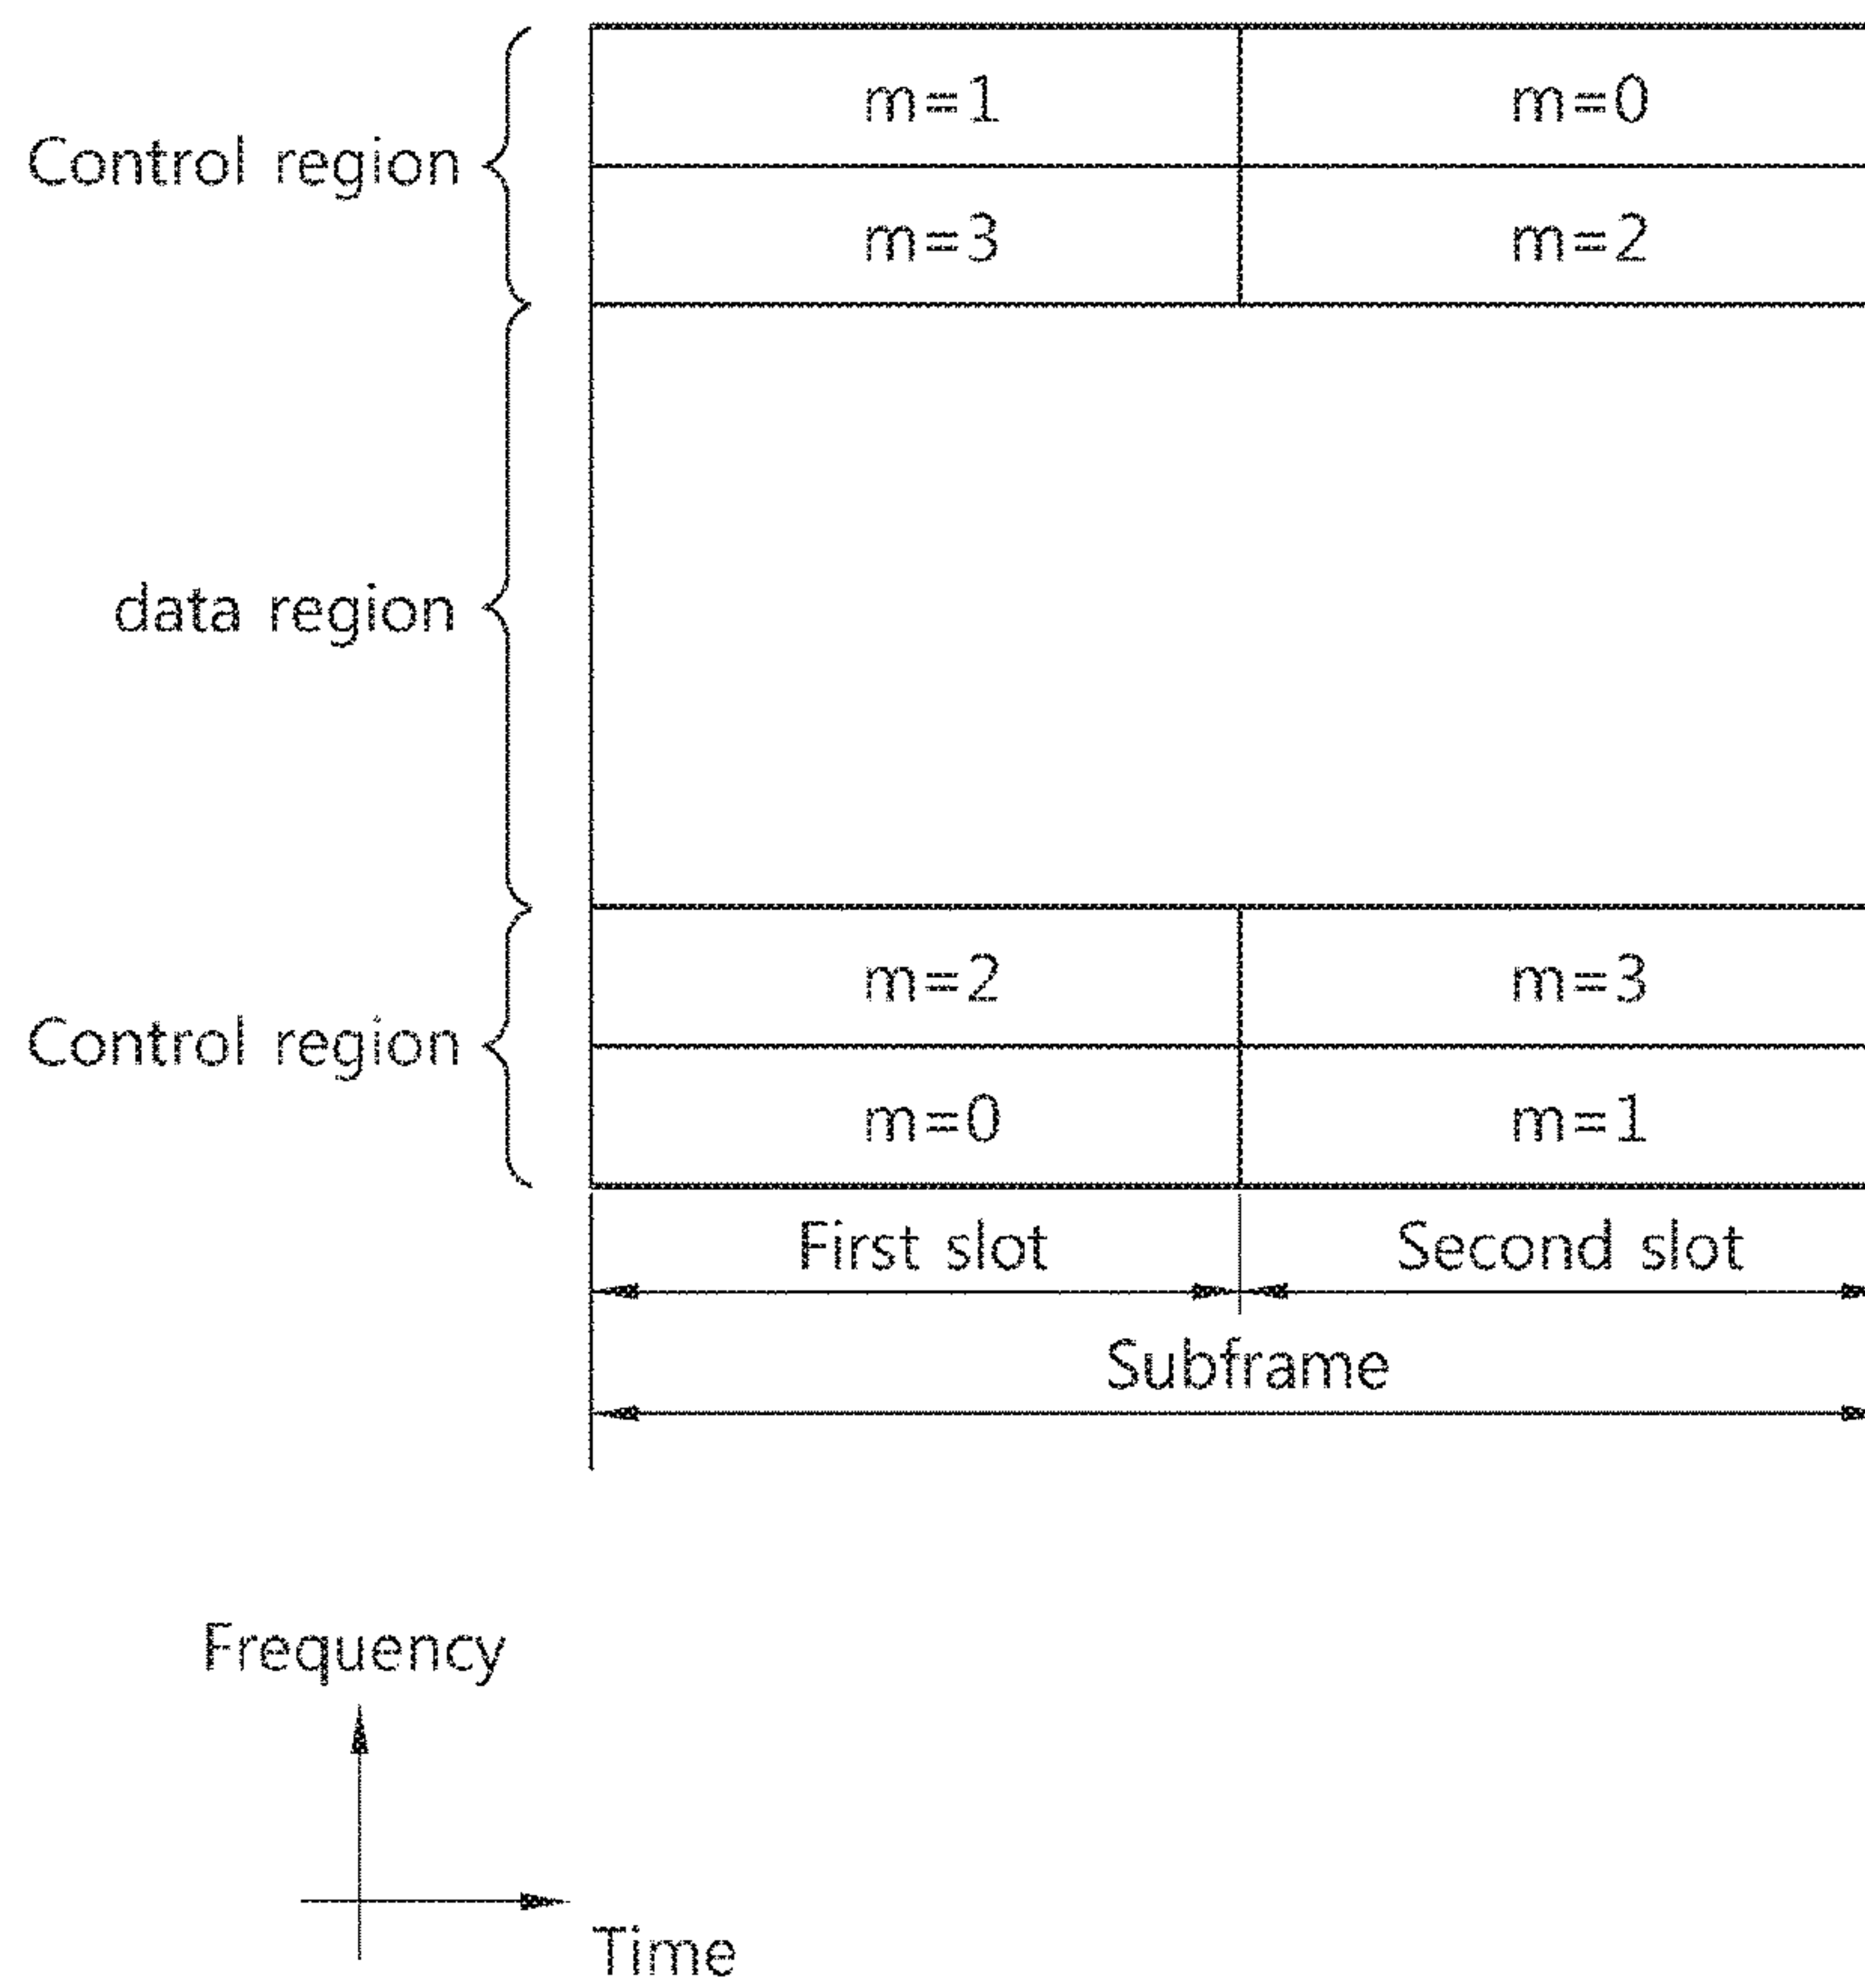 m=1 m=0
Control region
m=3 m=2
data region
m=2 m=3
Control region
m=0 m=1
First slot Second slot
Subframe
Frequency
Time